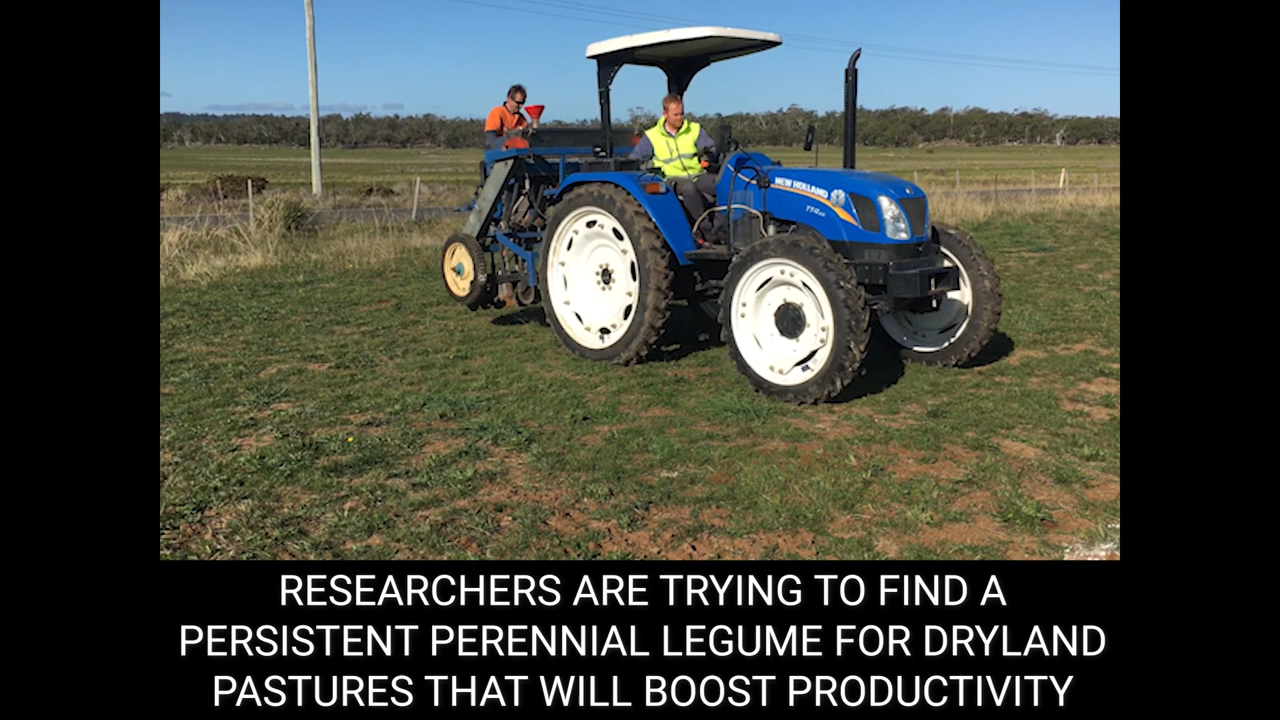 NEW HOLLAND
RESEARCHERS ARE TRYING TO FIND A
PERSISTENT PERENNIAL LEGUME FOR DRYLAND
PASTURES THAT WILL BOOST PRODUCTIVITY